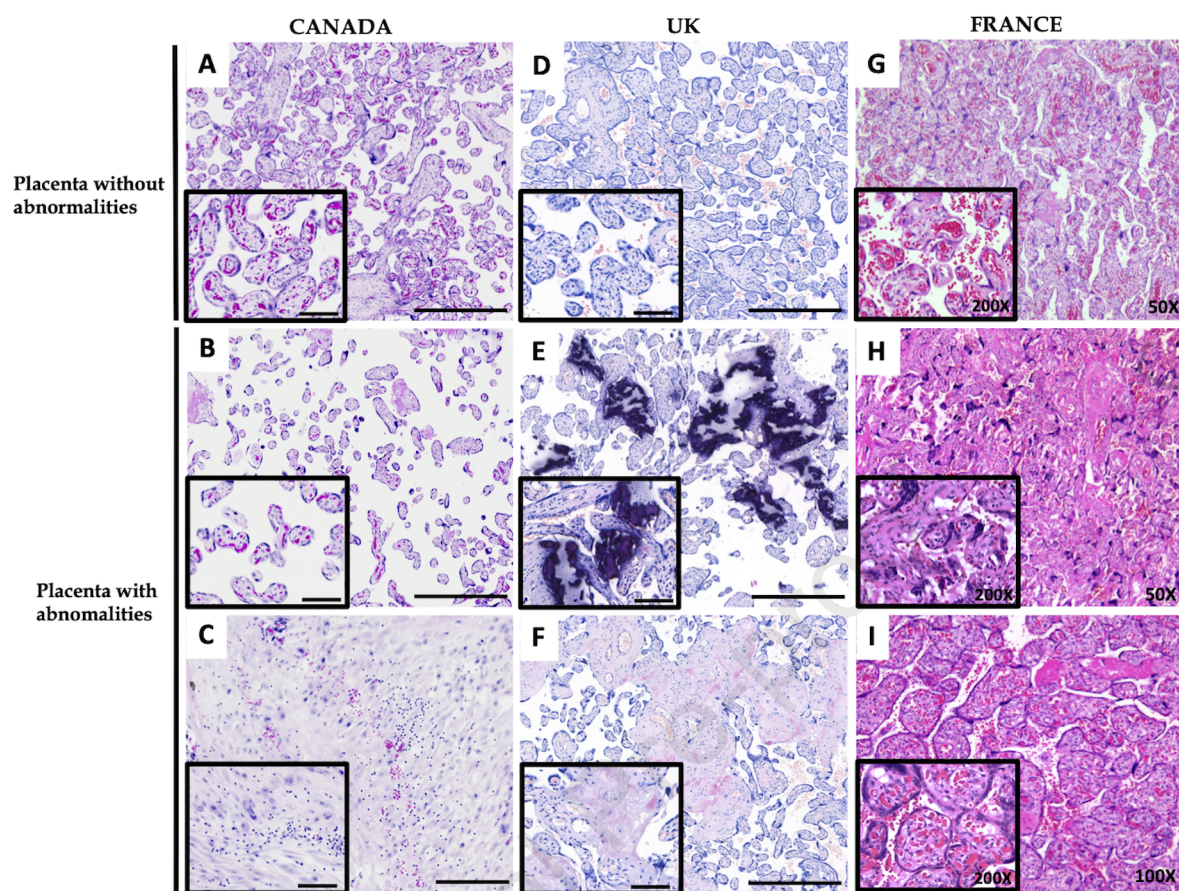 CANADA
UK
FRANCE
Placenta without
abnormalities
A
D
G
200X
50X
Placenta with
abnomalities
B
E
H
200X
50X
C
F
I
200X
100X